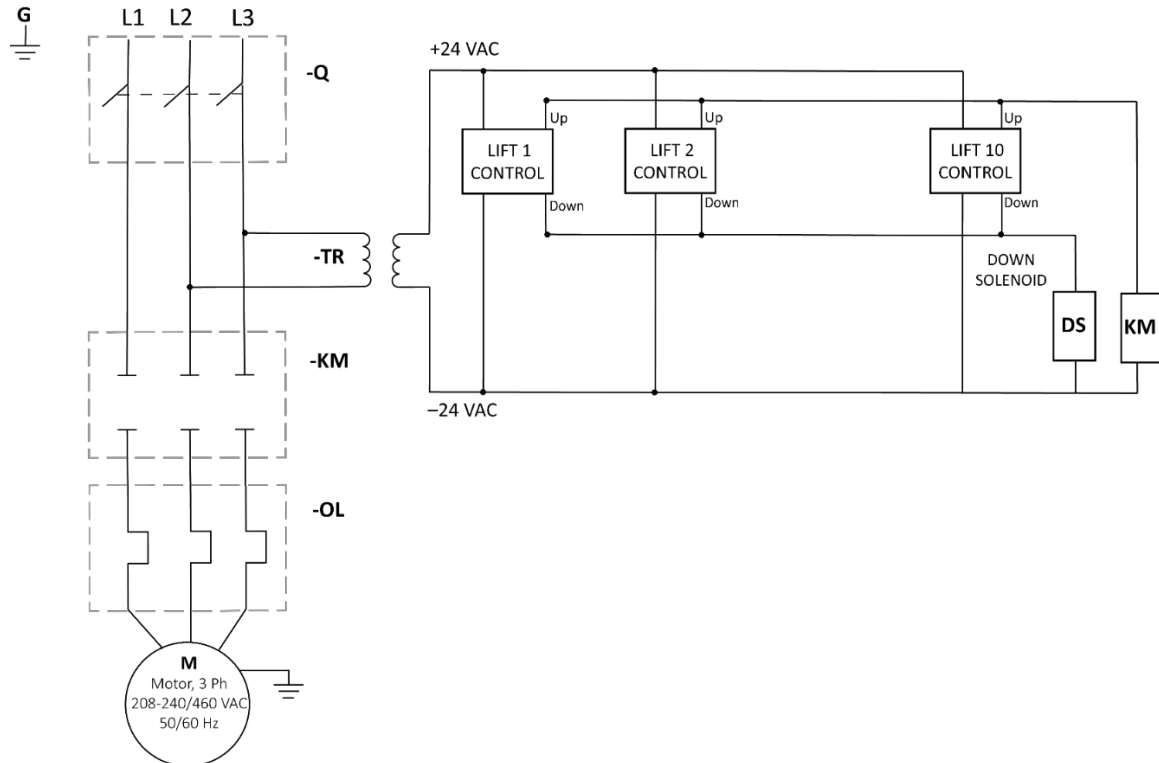 G
L1
L2
L3
-Q
+24 VAC
Up
Up
Up
LIFT 1
CONTROL
LIFT 2
CONTROL
LIFT 10
CONTROL
Down
Down
Down
-TR
DOWN
SOLENOID
DS
KM
-KM
–24 VAC
-OL
M
Motor, 3 Ph
208-240/460 VAC
50/60 Hz